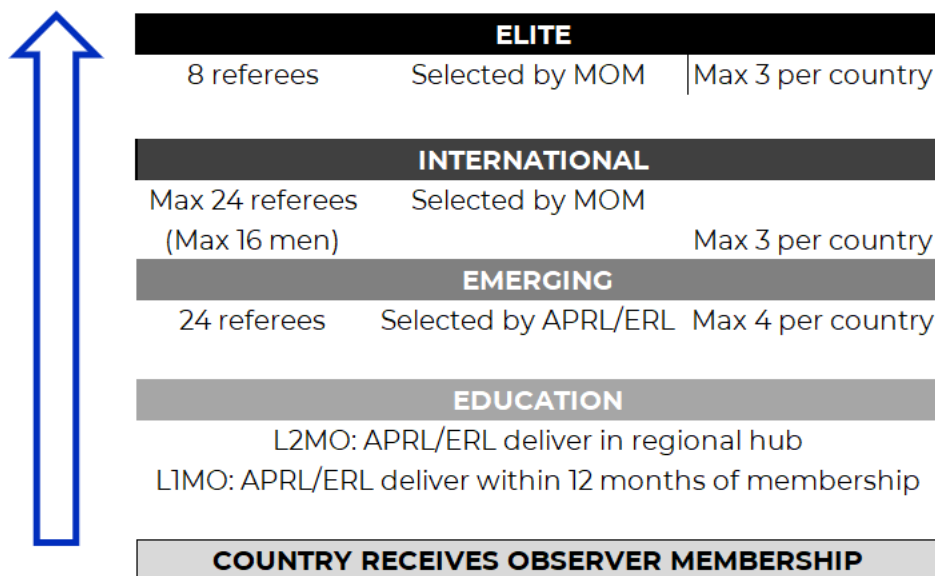 ELITE
8 referees Selected by MOM Max 3 per country
INTERNATIONAL
Max 24 referees Selected by MOM
(Max 16 men) Max 3 per country
EMERGING
24 referees Selected by APRL/ERL Max 4 per country
EDUCATION
L2MO: APRL/ERL deliver in regional hub
L1MO: APRL/ERL deliver within 12 months of membership
COUNTRY RECEIVES OBSERVER MEMBERSHIP